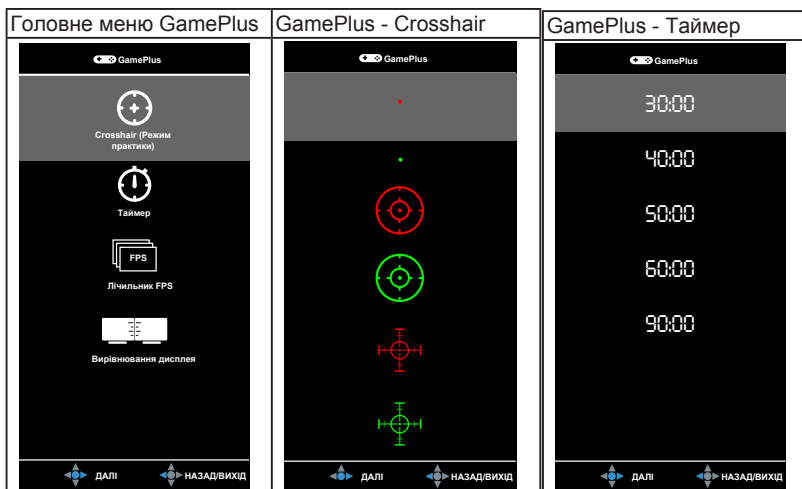 Головне меню GamePlus
GamePlus
Crosshair (Режим
практики)
Таймер
FPS
Лічильник FPS
Вирівнювання дисплея
ДАЛІ
НАЗАД/ВИХІД
GamePlus - Crosshair
GamePlus
ДАЛІ
НАЗАД/ВИХІД
GamePlus - Таймер
GamePlus
30:00
40:00
50:00
60:00
90:00
ДАЛІ
НАЗАД/ВИХІД